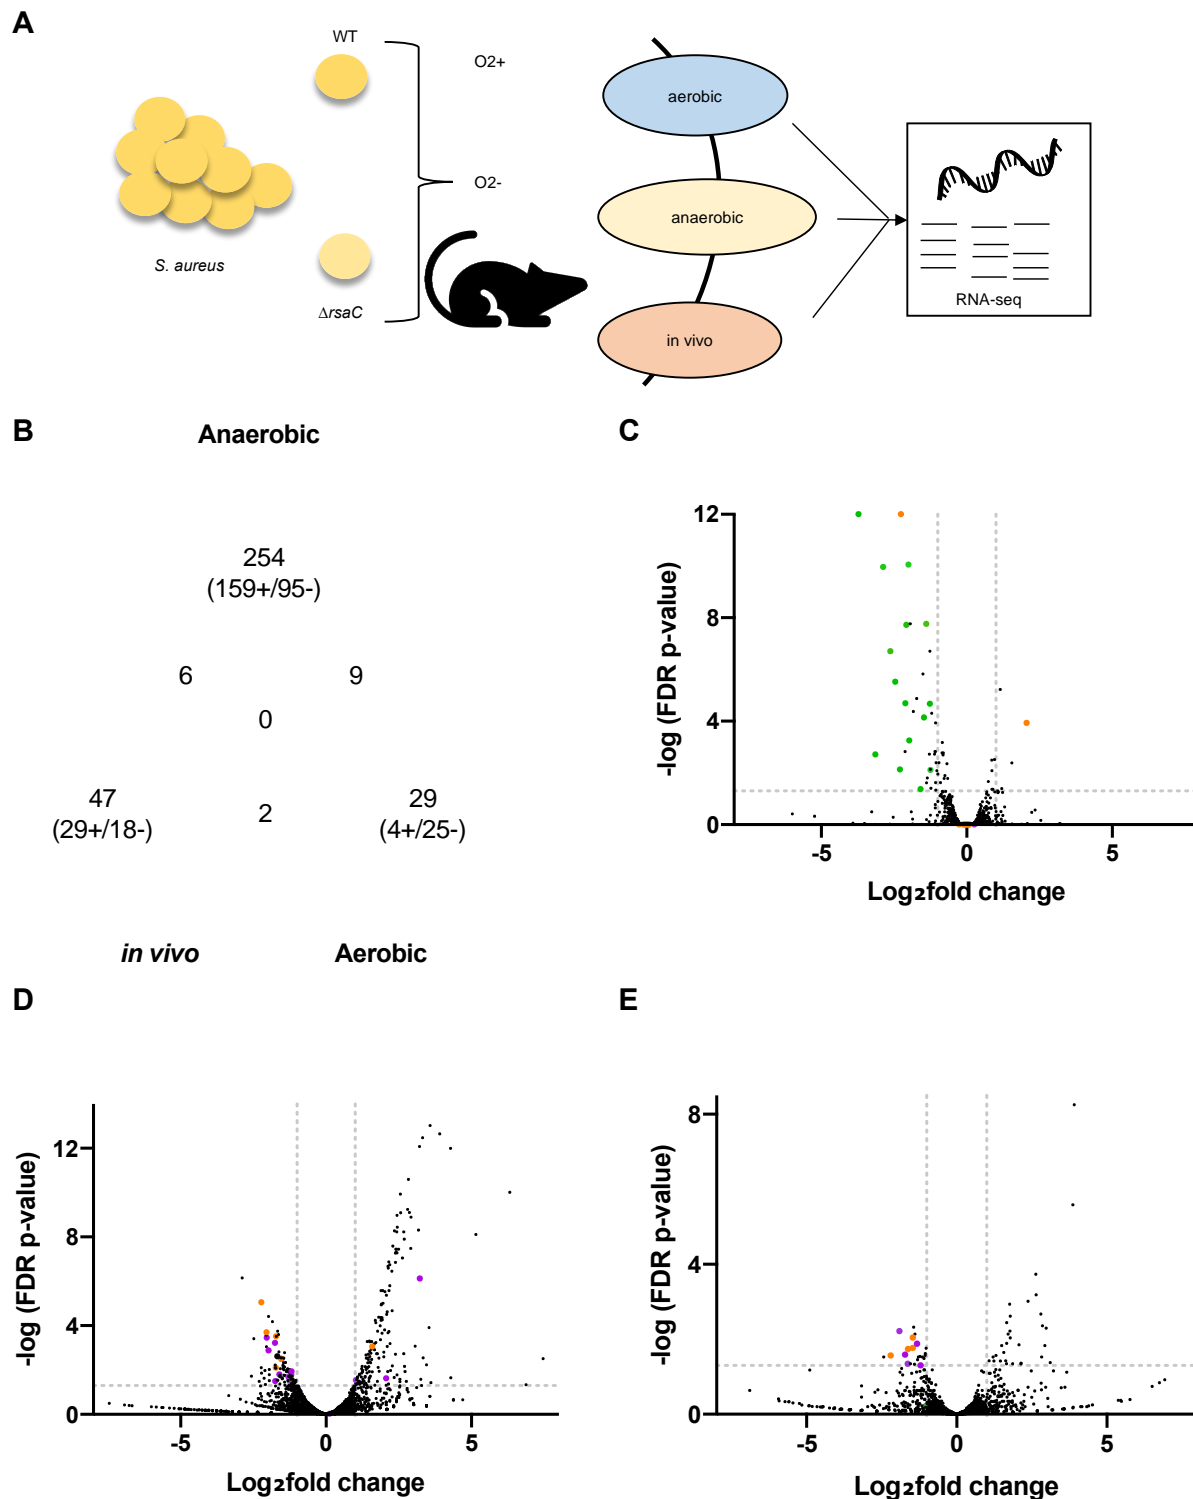 A
WT
O2+
O2-
S. aureus
ΔrsaC
aerobic
anaerobic
in vivo
RNA-seq
B
Anaerobic
254
(159+/95-)
6
9
0
47
(29+/18-)
2
29
(4+/25-)
in vivo
Aerobic
C
-log (FDR p-value)
12
8
4
0
-5
0
5
Log2fold change
D
-log (FDR p-value)
12
8
4
0
-5
0
5
Log2fold change
E
-log (FDR p-value)
8
4
0
-5
0
5
Log2fold change